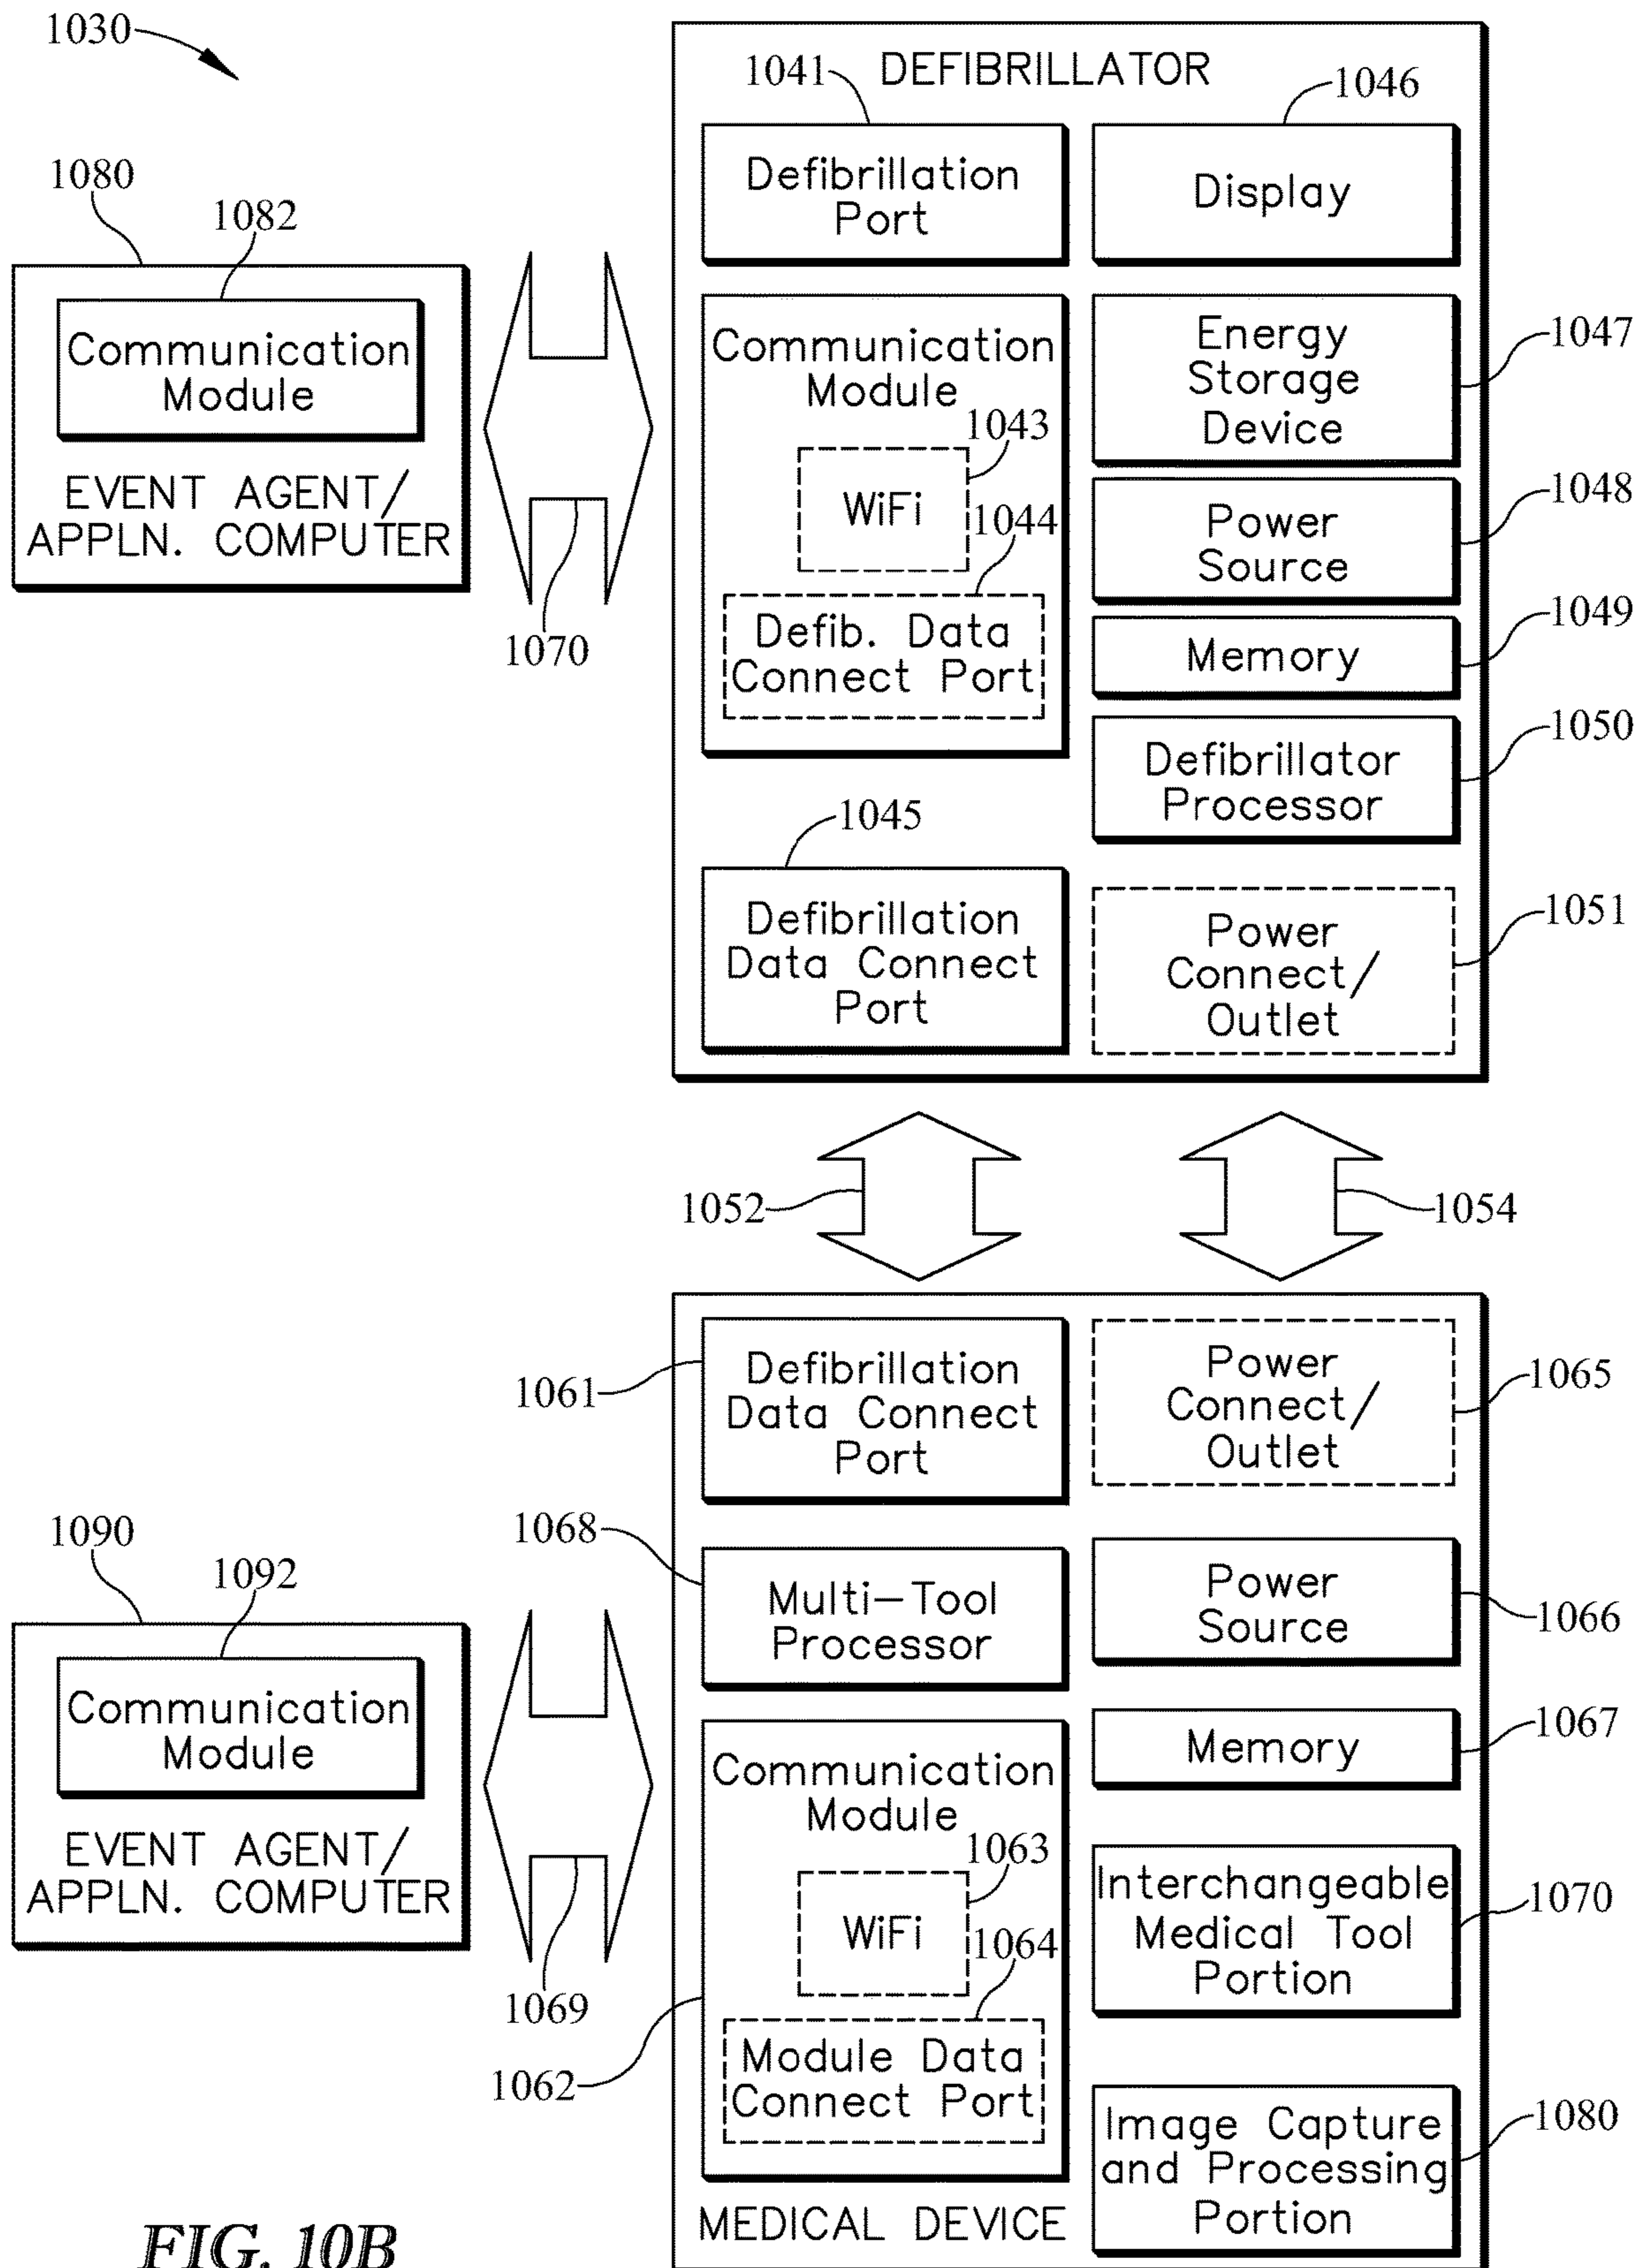 1030
1080
1082
Communication
Module
EVENT AGENT/
APPLN. COMPUTER
1070
DEFIBRILLATOR
1041
1046
Defibrillation
Port
Display
Communication
Module
1043
WiFi
1044
Defib. Data
Connect Port
Energy
Storage
Device
1047
Power
Source
1048
Memory
1049
Defibrillator
Processor
1050
1045
Defibrillation
Data Connect
Port
Power
Connect/
Outlet
1051
1052
1054
1061
Defibrillation
Data Connect
Port
Power
Connect/
Outlet
1065
1068
Multi-Tool
Processor
Power
Source
1066
1090
1092
Communication
Module
EVENT AGENT/
APPLN. COMPUTER
1069
Communication
Module
1063
WiFi
1064
Module Data
Connect Port
1062
Memory
1067
Interchangeable
Medical Tool
Portion
1070
Image Capture
and Processing
Portion
1080
MEDICAL DEVICE
FIG. 10B